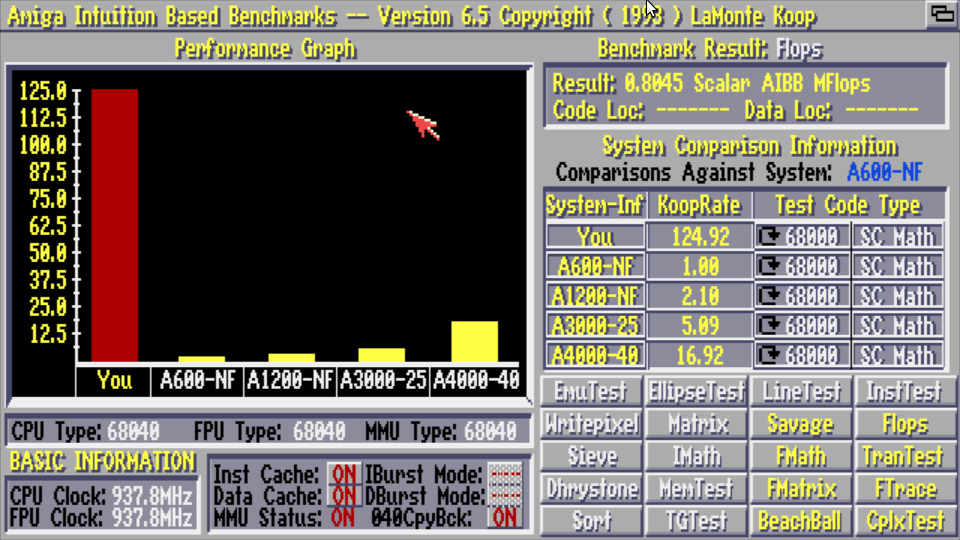 Amiga Intuition Based Benchmarks -- Version 6.5 Copyright ( 1993 ) LaMonte Koop
Performance Graph
125.0
112.5
100.0
87.5
75.0
62.5
50.0
37.5
25.0
12.5
You A600-NF A1200-NF A3000-25 A4000-40
CPU Type: 68040 FPU Type: 68040 MMU Type: 68040
BASIC INFORMATION
CPU Clock: 937.8MHz
FPU Clock: 937.8MHz
Inst Cache: ON IBurst Mode: ----
Data Cache: ON DBurst Mode: ----
MMU Status: ON 040CpyBck: ON
Benchmark Result: Flops
Result: 0.8045 Scalar AIBB MFlops
Code Loc: ------- Data Loc: -------
System Comparison Information
Comparisons Against System: A600-NF
System-Inf KoopRate Test Code Type
You 124.92 68000 SC Math
A600-NF 1.00 68000 SC Math
A1200-NF 2.10 68000 SC Math
A3000-25 5.09 68000 SC Math
A4000-40 16.92 68000 SC Math
EmuTest EllipseTest LineTest InstTest
Writepixel Matrix Savage Flops
Sieve IMath FMath TranTest
Dhrystone MemTest FMatrix FTrace
Sort TGTest BeachBall CplxTest